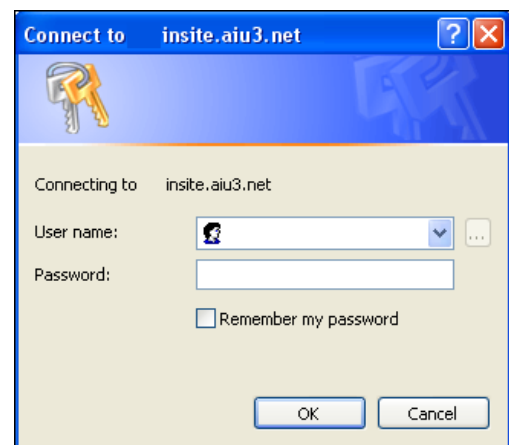 Connect to insite.aiu3.net
Connecting to insite.aiu3.net
User name:
...
Password:
Remember my password
OK Cancel